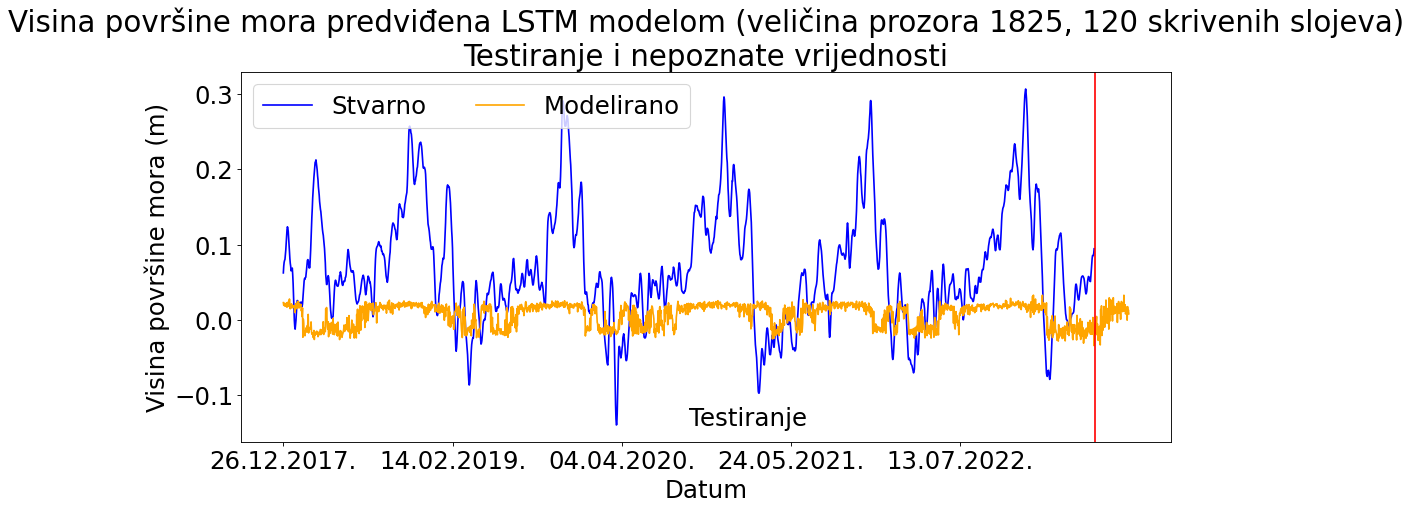 Visina površine mora predviđena LSTM modelom (veličina prozora 1825, 120 skrivenih slojeva)
Testiranje i nepoznate vrijednosti
Stvarno
Modelirano
Visina površine mora (m)
0.3
0.2
0.1
0.0
−0.1
Testiranje
26.12.2017.
14.02.2019.
04.04.2020.
24.05.2021.
13.07.2022.
Datum